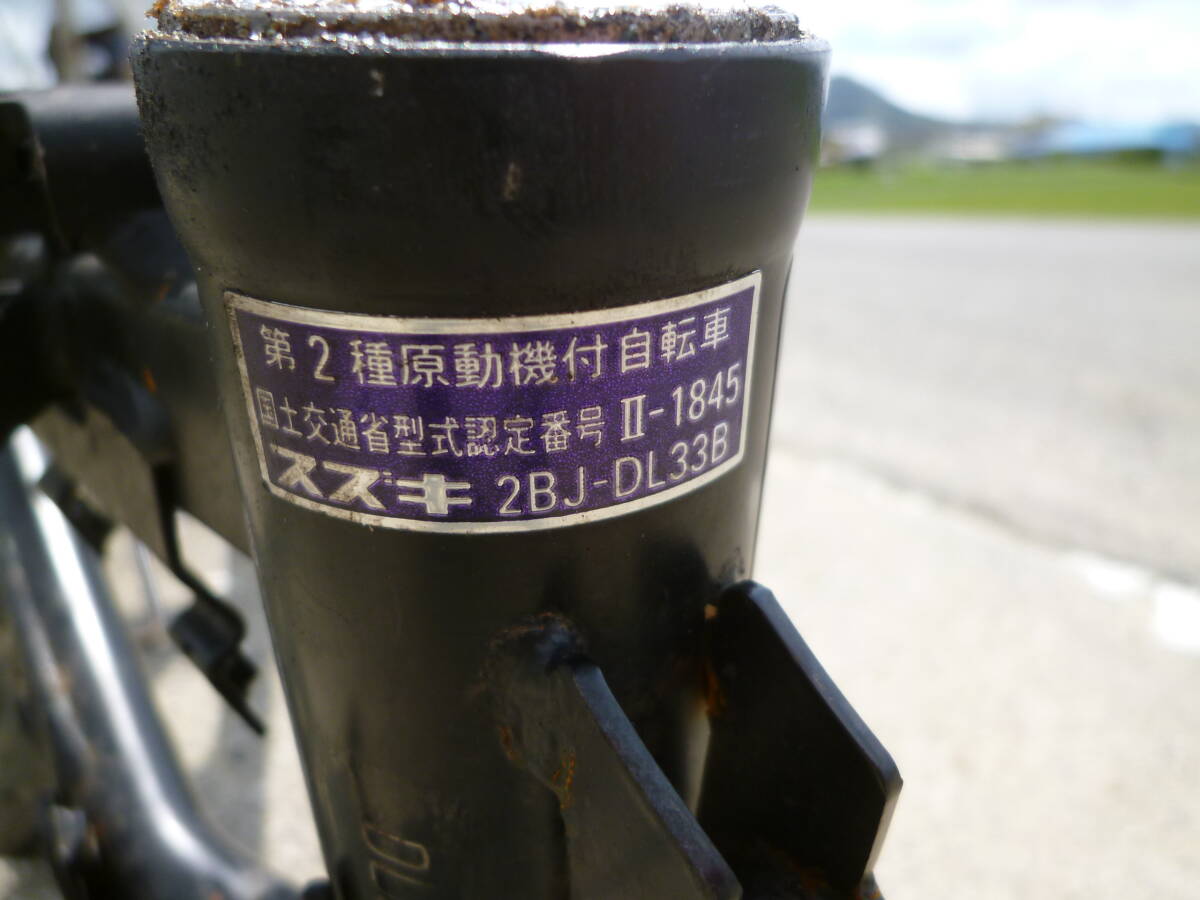 第2種原動機付自転車
国土交通省型式認定番号 Ⅱ-1845
スズキ 2BJ-DL33B